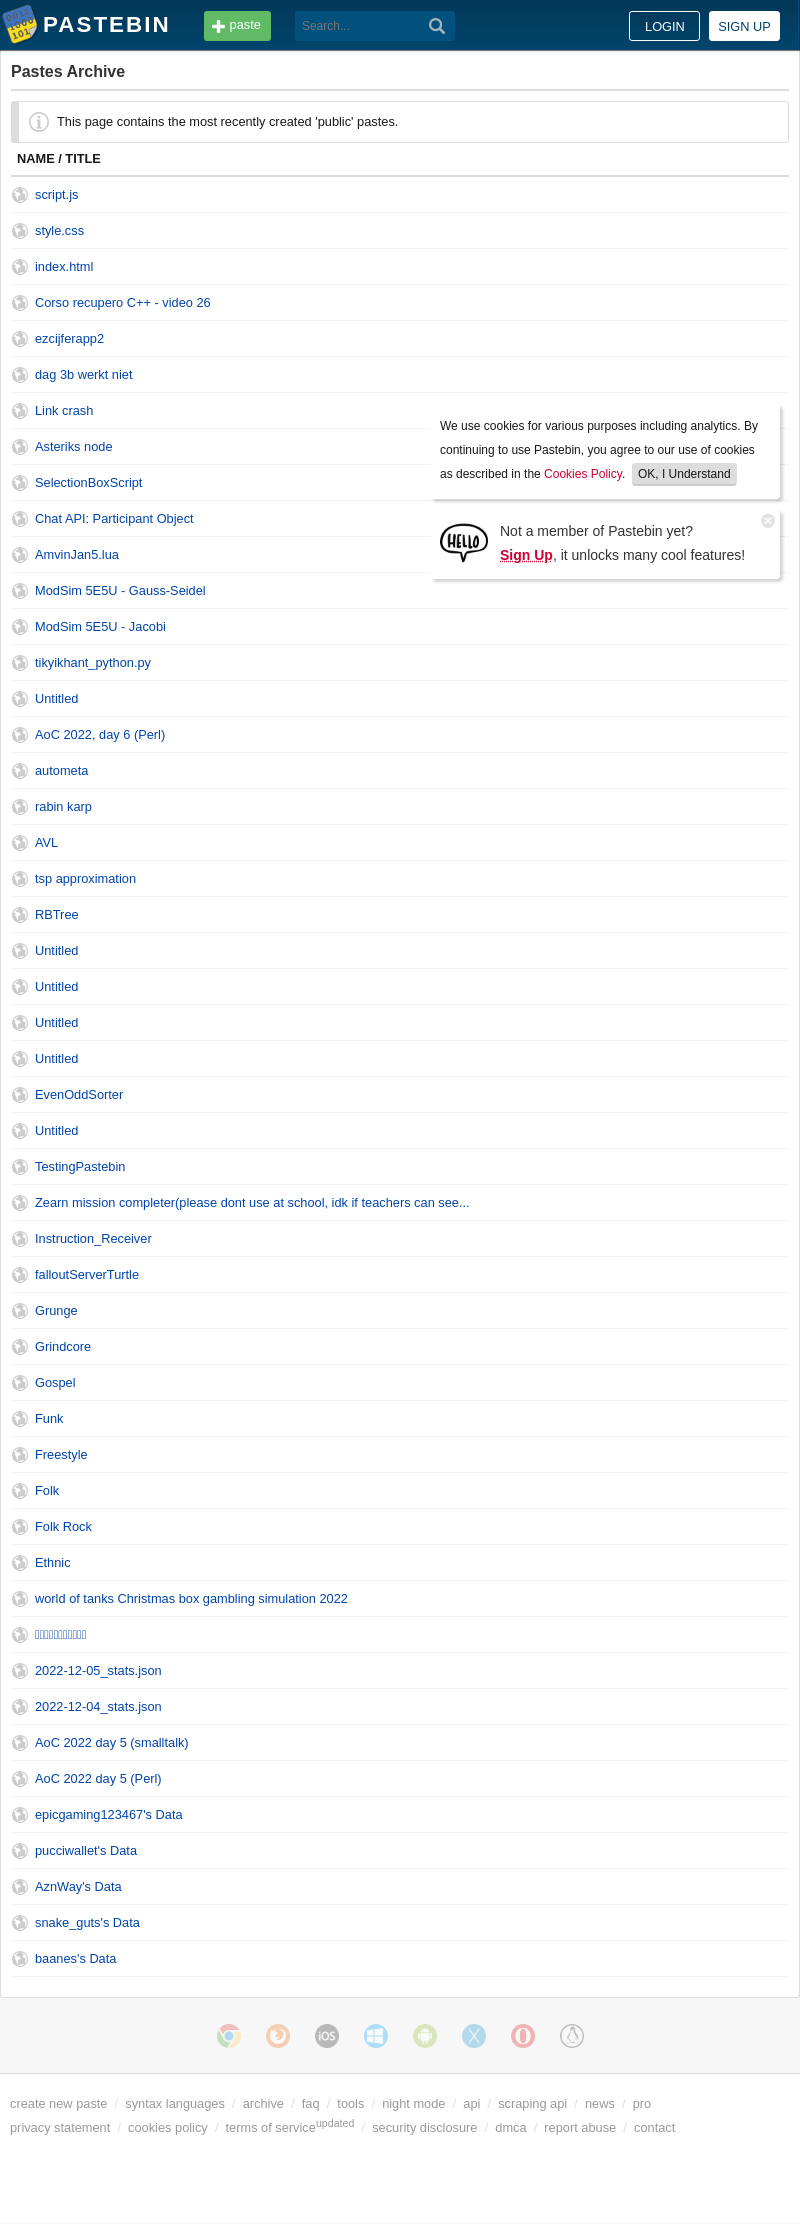 PASTEBIN
paste
Search...
LOGIN
SIGN UP
Pastes Archive
This page contains the most recently created 'public' pastes.
NAME / TITLE
script.js
style.css
index.html
Corso recupero C++ - video 26
ezcijferapp2
dag 3b werkt niet
Link crash
Asteriks node
SelectionBoxScript
Chat API: Participant Object
AmvinJan5.lua
ModSim 5E5U - Gauss-Seidel
ModSim 5E5U - Jacobi
tikyikhant_python.py
Untitled
AoC 2022, day 6 (Perl)
autometa
rabin karp
AVL
tsp approximation
RBTree
Untitled
Untitled
Untitled
Untitled
EvenOddSorter
Untitled
TestingPastebin
Zearn mission completer(please dont use at school, idk if teachers can see...
Instruction_Receiver
falloutServerTurtle
Grunge
Grindcore
Gospel
Funk
Freestyle
Folk
Folk Rock
Ethnic
world of tanks Christmas box gambling simulation 2022
2022-12-05_stats.json
2022-12-04_stats.json
AoC 2022 day 5 (smalltalk)
AoC 2022 day 5 (Perl)
epicgaming123467's Data
pucciwallet's Data
AznWay's Data
snake_guts's Data
baanes's Data
We use cookies for various purposes including analytics. By
continuing to use Pastebin, you agree to our use of cookies
as described in the Cookies Policy. OK, I Understand
HELLO
Not a member of Pastebin yet?
Sign Up, it unlocks many cool features!
iOS
create new paste / syntax languages / archive / faq / tools / night mode / api / scraping api / news / pro
privacy statement / cookies policy / terms of service updated / security disclosure / dmca / report abuse / contact